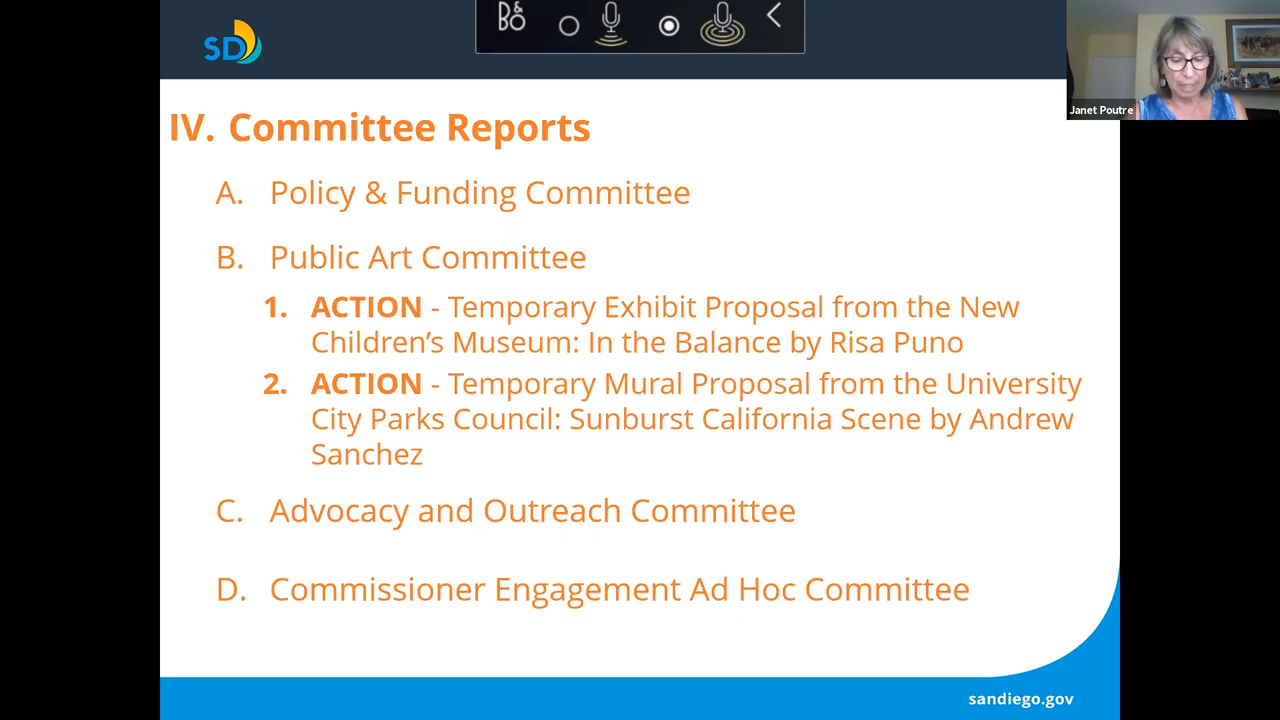 SD
B&O
Janet Poutre
IV. Committee Reports
A. Policy & Funding Committee
B. Public Art Committee
1. ACTION - Temporary Exhibit Proposal from the New
Children’s Museum: In the Balance by Risa Puno
2. ACTION - Temporary Mural Proposal from the University
City Parks Council: Sunburst California Scene by Andrew
Sanchez
C. Advocacy and Outreach Committee
D. Commissioner Engagement Ad Hoc Committee
sandiego.gov